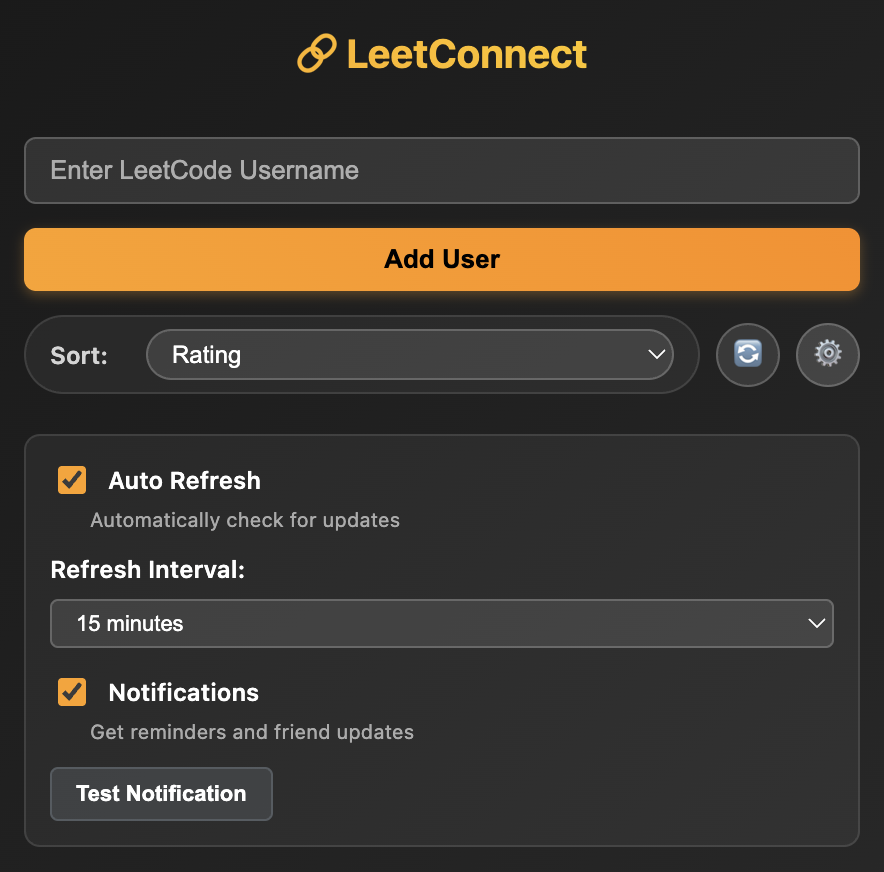 LeetConnect
Enter LeetCode Username
Add User
Sort: Rating
Auto Refresh
Automatically check for updates
Refresh Interval:
15 minutes
Notifications
Get reminders and friend updates
Test Notification